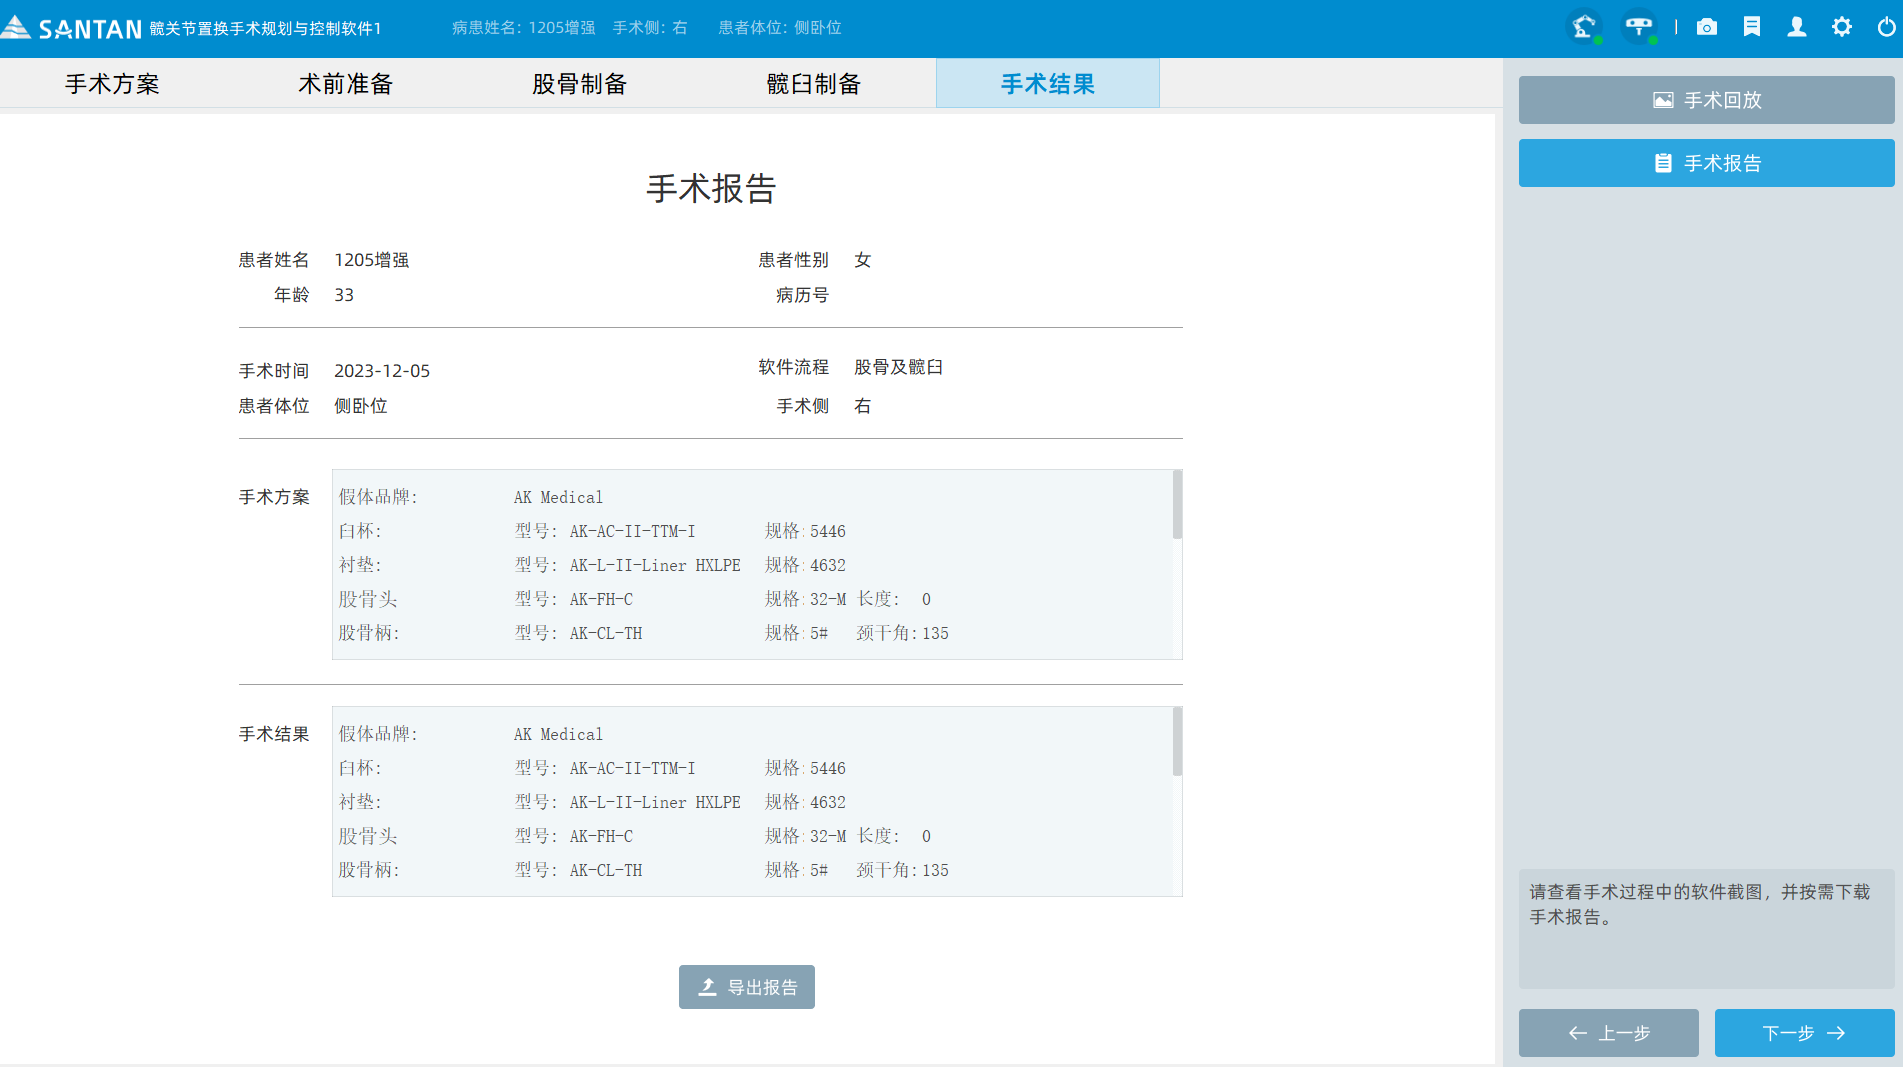 SANTAN 髋关节置换手术规划与控制软件1 病患姓名: 1205增强 手术侧: 右 患者体位: 侧卧位
手术方案 术前准备 股骨制备 髋臼制备 手术结果
手术回放
手术报告
手术报告
患者姓名 1205增强 患者性别 女
年龄 33 病历号
手术时间 2023-12-05 软件流程 股骨及髋臼
患者体位 侧卧位 手术侧 右
手术方案 假体品牌: AK Medical
臼杯: 型号: AK-AC-II-TTM-I 规格:5446
衬垫: 型号: AK-L-II-Liner HXLPE 规格:4632
股骨头 型号: AK-FH-C 规格:32-M 长度: 0
股骨柄: 型号: AK-CL-TH 规格:5# 颈干角:135
手术结果 假体品牌: AK Medical
臼杯: 型号: AK-AC-II-TTM-I 规格:5446
衬垫: 型号: AK-L-II-Liner HXLPE 规格:4632
股骨头 型号: AK-FH-C 规格:32-M 长度: 0
股骨柄: 型号: AK-CL-TH 规格:5# 颈干角:135
导出报告
请查看手术过程中的软件截图，并按需下载
手术报告。
上一步 下一步